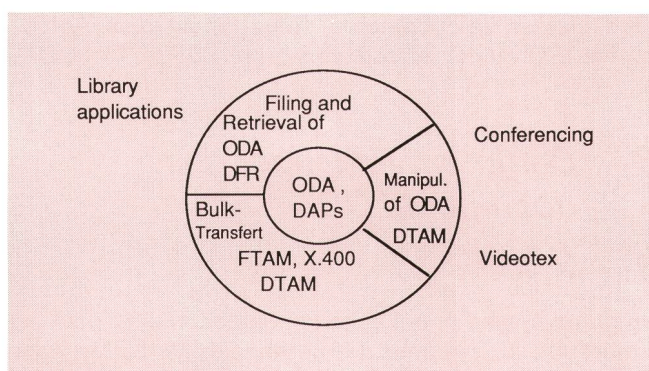 Library
applications
Filing and
Retrieval of
ODA
DFR
ODA ,
DAPs
Manipul.
of ODA
DTAM
Bulk-
Transfert
FTAM, X.400
DTAM
Conferencing
Videotex